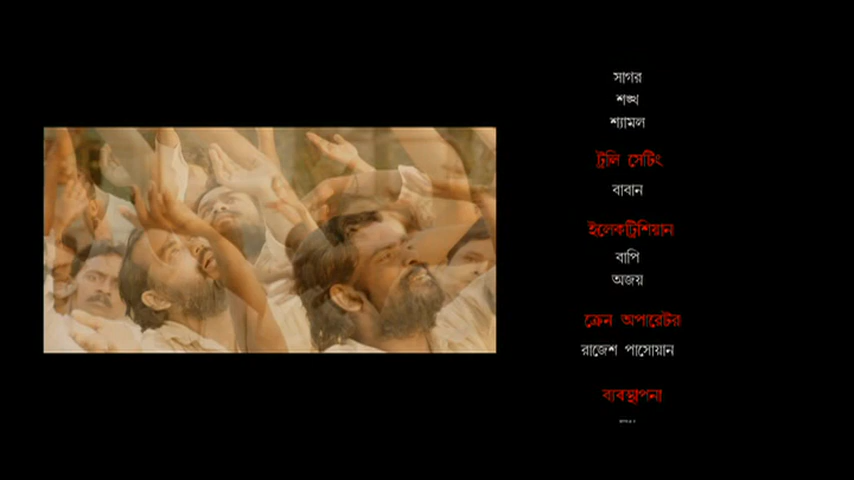 সাগর
শঙ্খ
শ্যামল
ট্রলি সেটিং
বাবান
ইলেকট্রিশিয়ান
বাপি
অজয়
ক্রেন অপারেটর
রাজেশ পাসোয়ান
ব্যবস্থাপনা